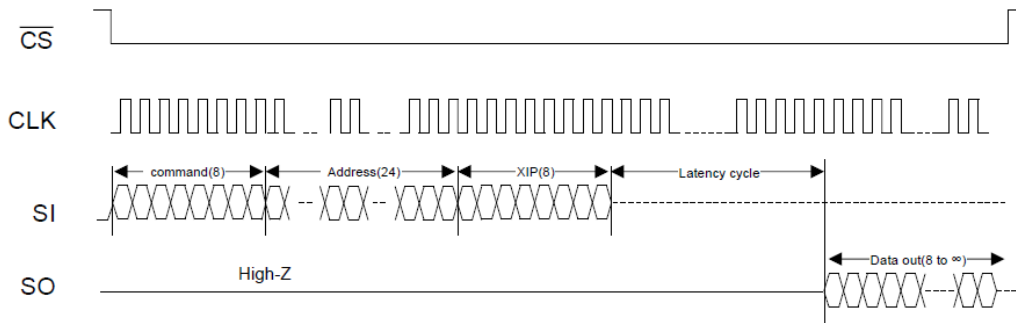 CS
CLK
command(8) Address(24) XIP(8) Latency cycle
SI
Data out(8 to ∞)
High-Z
SO